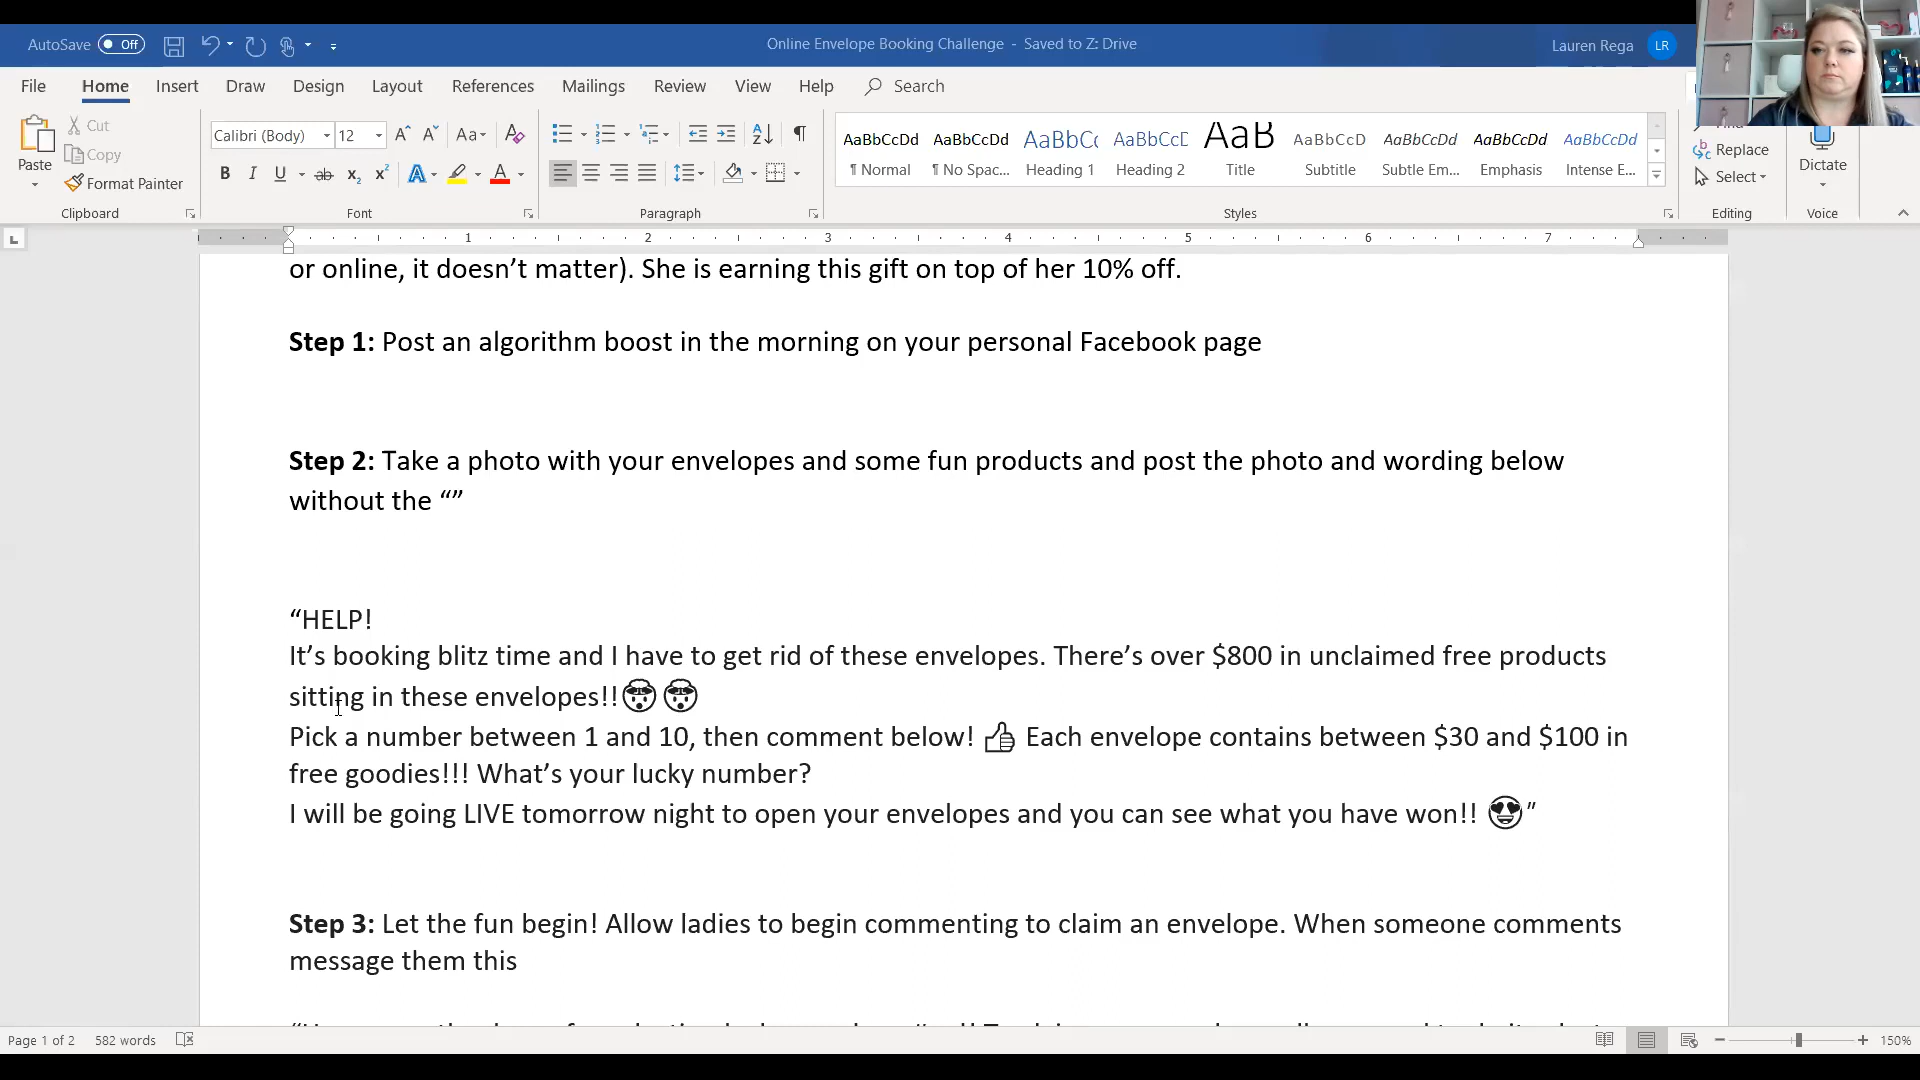 AutoSave Off
Online Envelope Booking Challenge - Saved to Z: Drive
Lauren Rega LR
File Home Insert Draw Design Layout References Mailings Review View Help Search
Paste
Cut
Copy
Format Painter
Clipboard
Calibri (Body) 12
Font
Paragraph
AaBbCcDd AaBbCcDd AaBbCc AaBbCcD AaB AaBbCcD AaBbCcDd AaBbCcDd AaBbCcDd
¶ Normal ¶ No Spac... Heading 1 Heading 2 Title Subtitle Subtle Em... Emphasis Intense E...
Styles
Replace
Select
Editing
Dictate
Voice
1 2 3 4 5 6 7
or online, it doesn’t matter). She is earning this gift on top of her 10% off.
Step 1: Post an algorithm boost in the morning on your personal Facebook page
Step 2: Take a photo with your envelopes and some fun products and post the photo and wording below
without the “”
“HELP!
It’s booking blitz time and I have to get rid of these envelopes. There’s over $800 in unclaimed free products
sitting in these envelopes!!🤯🤯
Pick a number between 1 and 10, then comment below! 👍 Each envelope contains between $30 and $100 in
free goodies!!! What’s your lucky number?
I will be going LIVE tomorrow night to open your envelopes and you can see what you have won!! 😍”
Step 3: Let the fun begin! Allow ladies to begin commenting to claim an envelope. When someone comments
message them this
Page 1 of 2 582 words 150%